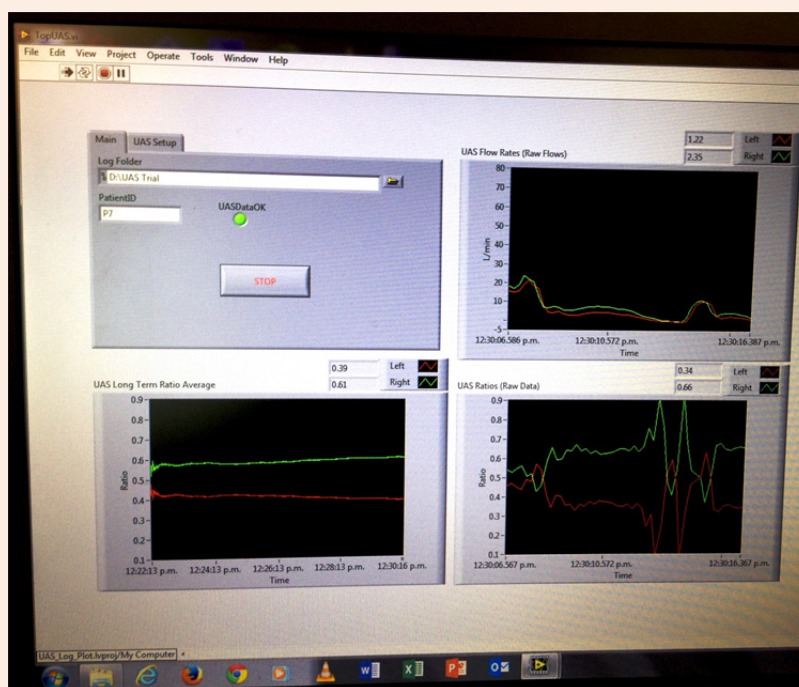 TopUAS.vi
File Edit View Project Operate Tools Window Help
Main UAS Setup
Log Folder
D:\UAS Trial
PatientID
P7
UASDataOK
STOP
UAS Flow Rates (Raw Flows)
1.22 Left
2.35 Right
80
70
60
50
40
30
20
10
-5
L/min
12:30:06.586 p.m. 12:30:10.572 p.m. 12:30:16.387 p.m.
Time
UAS Long Term Ratio Average
0.39 Left
0.61 Right
0.9
0.8
0.7
0.6
0.5
0.4
0.3
0.2
0.1
Ratio
12:22:13 p.m. 12:24:13 p.m. 12:26:13 p.m. 12:28:13 p.m. 12:30:16 p.m.
Time
UAS Ratios (Raw Data)
0.34 Left
0.66 Right
0.9
0.8
0.7
0.6
0.5
0.4
0.3
0.2
0.1
Ratio
12:30:06.567 p.m. 12:30:10.572 p.m. 12:30:16.367 p.m.
Time
UAS_Log_Plot.lvproj/My Computer